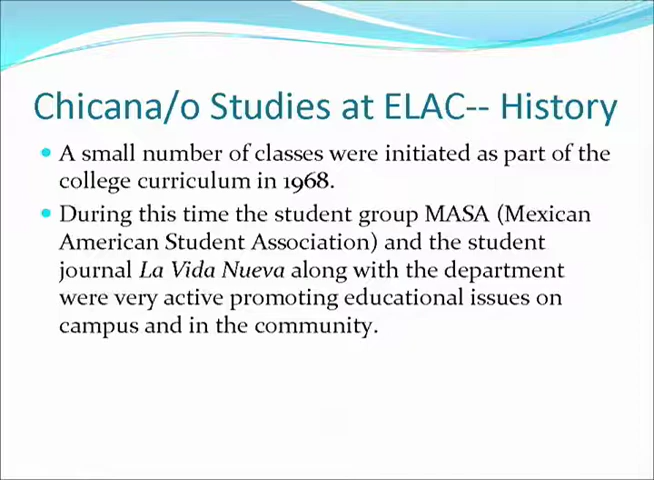 Chicana/o Studies at ELAC-- History
• A small number of classes were initiated as part of the
college curriculum in 1968.
• During this time the student group MASA (Mexican
American Student Association) and the student
journal La Vida Nueva along with the department
were very active promoting educational issues on
campus and in the community.